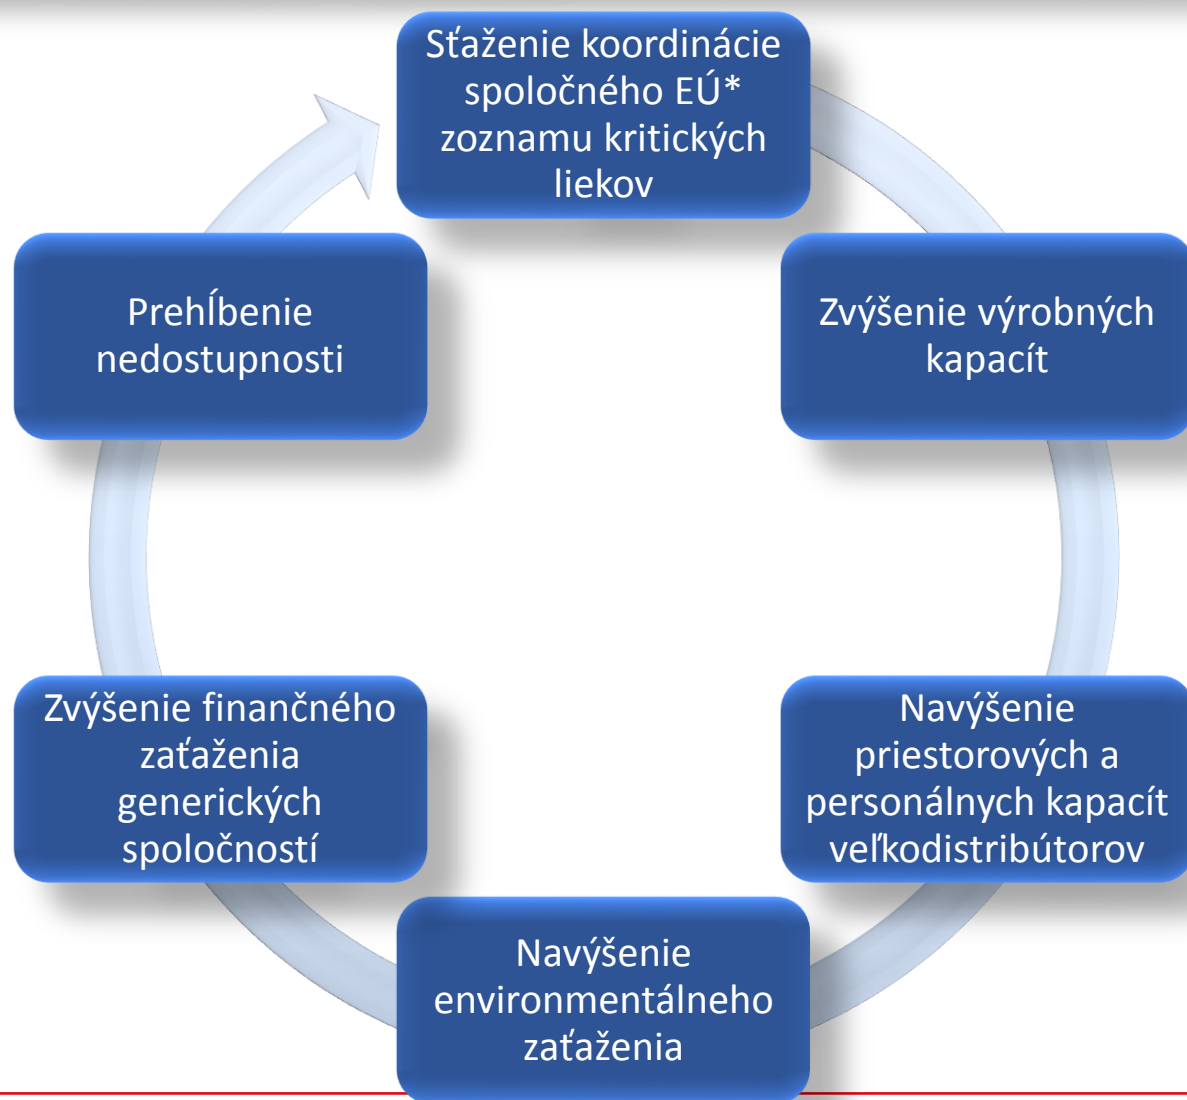 Sťaženie koordinácie
spoločného EÚ*
zoznamu kritických
liekov
Zvýšenie výrobných
kapacít
Navýšenie
priestorových a
personálnych kapacít
veľkodistribútorov
Navýšenie
environmentálneho
zaťaženia
Zvýšenie finančného
zaťaženia
generických
spoločností
Prehĺbenie
nedostupnosti